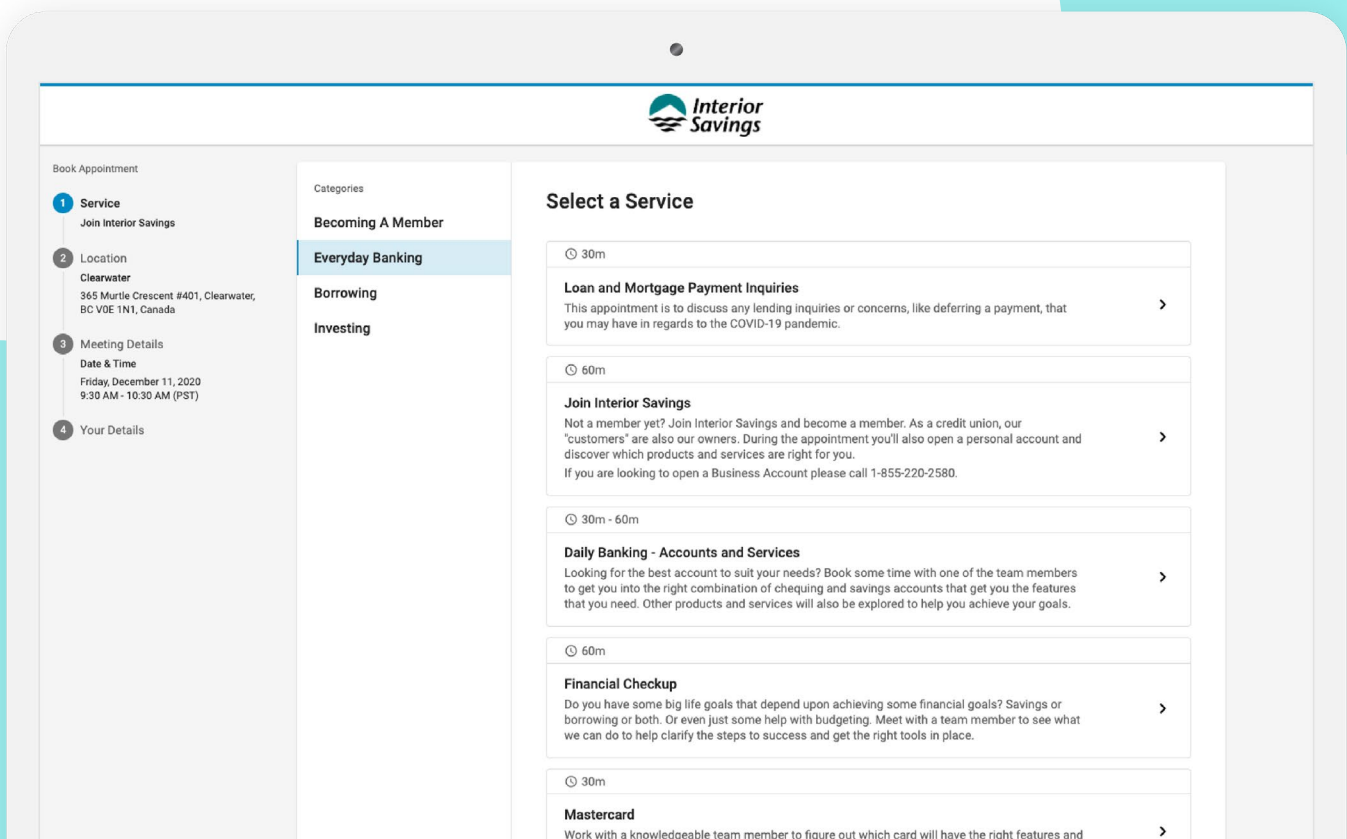 Interior
Savings
Book Appointment
1 Service
Join Interior Savings
2 Location
Clearwater
365 Murtle Crescent #401, Clearwater,
BC V0E 1N1, Canada
3 Meeting Details
Date & Time
Friday, December 11, 2020
9:30 AM - 10:30 AM (PST)
4 Your Details
Categories
Becoming A Member
Everyday Banking
Borrowing
Investing
Select a Service
30m
Loan and Mortgage Payment Inquiries
This appointment is to discuss any lending inquiries or concerns, like deferring a payment, that
you may have in regards to the COVID-19 pandemic.
60m
Join Interior Savings
Not a member yet? Join Interior Savings and become a member. As a credit union, our
"customers" are also our owners. During the appointment you'll also open a personal account and
discover which products and services are right for you.
If you are looking to open a Business Account please call 1-855-220-2580.
30m - 60m
Daily Banking - Accounts and Services
Looking for the best account to suit your needs? Book some time with one of the team members
to get you into the right combination of chequing and savings accounts that get you the features
that you need. Other products and services will also be explored to help you achieve your goals.
60m
Financial Checkup
Do you have some big life goals that depend upon achieving some financial goals? Savings or
borrowing or both. Or even just some help with budgeting. Meet with a team member to see what
we can do to help clarify the steps to success and get the right tools in place.
30m
Mastercard
Work with a knowledgeable team member to figure out which card will have the right features and